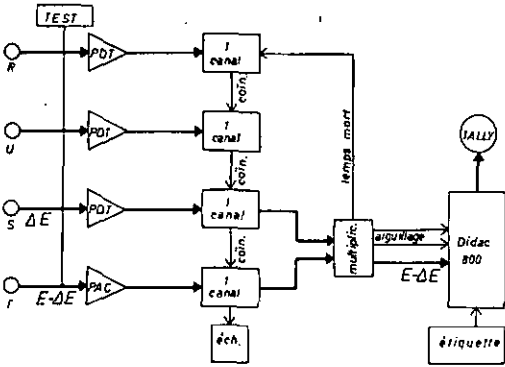 TEST
R
PDT
1
canal
coin.
U
PDT
1
canal
coin.
S
ΔE
PDT
1
canal
coin.
Γ
E-ΔE
PAC
1
canal
éch.
temps mort
multiplic.
aiguillage
E-ΔE
TALLY
Didac
800
étiquette